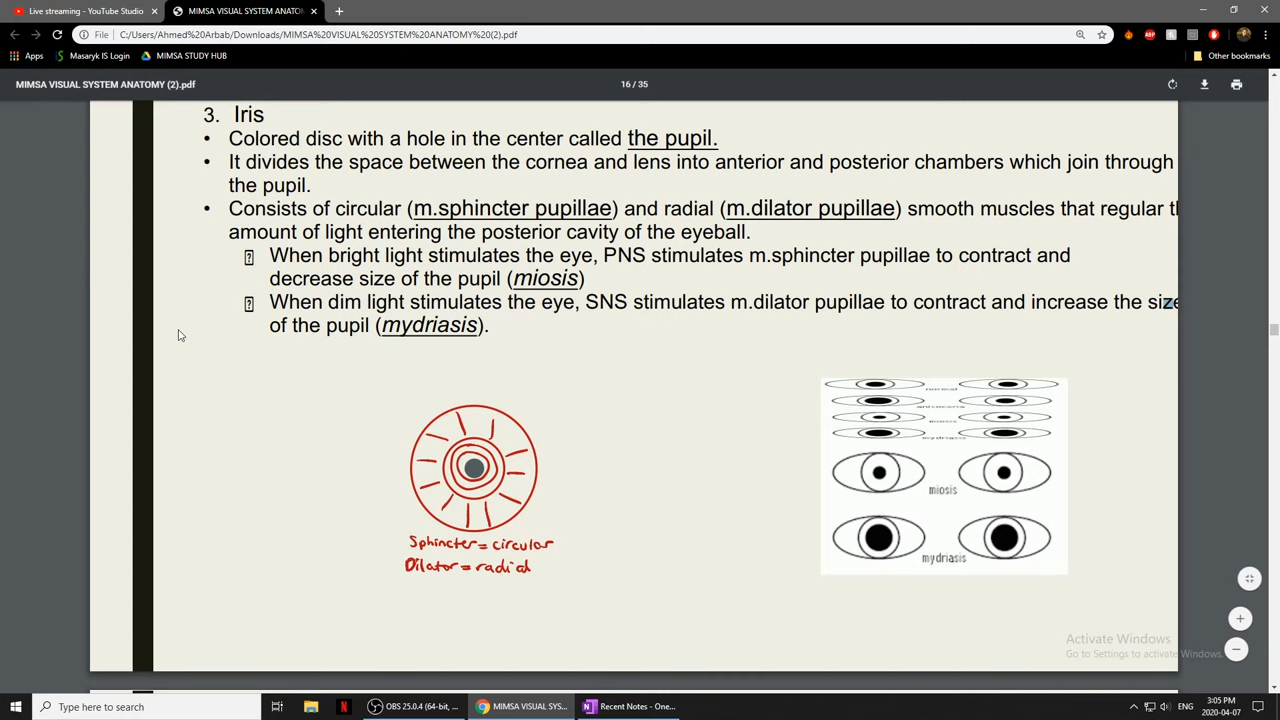 Live streaming - YouTube Studio
MIMSA VISUAL SYSTEM ANATOM
File
C:/Users/Ahmed%20Arbab/Downloads/MIMSA%20VISUAL%20SYSTEM%20ANATOMY%20(2).pdf
Apps
Masaryk IS Login
MIMSA STUDY HUB
Other bookmarks
MIMSA VISUAL SYSTEM ANATOMY (2).pdf
16 / 35
3. Iris
• Colored disc with a hole in the center called the pupil.
• It divides the space between the cornea and lens into anterior and posterior chambers which join through
the pupil.
• Consists of circular (m.sphincter pupillae) and radial (m.dilator pupillae) smooth muscles that regular th
amount of light entering the posterior cavity of the eyeball.
When bright light stimulates the eye, PNS stimulates m.sphincter pupillae to contract and
decrease size of the pupil (miosis)
When dim light stimulates the eye, SNS stimulates m.dilator pupillae to contract and increase the size
of the pupil (mydriasis).
Sphincter = circular
Dilator = radial
normal
anisocoria
miosis
mydriasis
miosis
mydriasis
Activate Windows
Go to Settings to activate Windows.
Type here to search
OBS 25.0.4 (64-bit, ...
MIMSA VISUAL SYS...
Recent Notes - One...
ENG
3:05 PM
2020-04-07